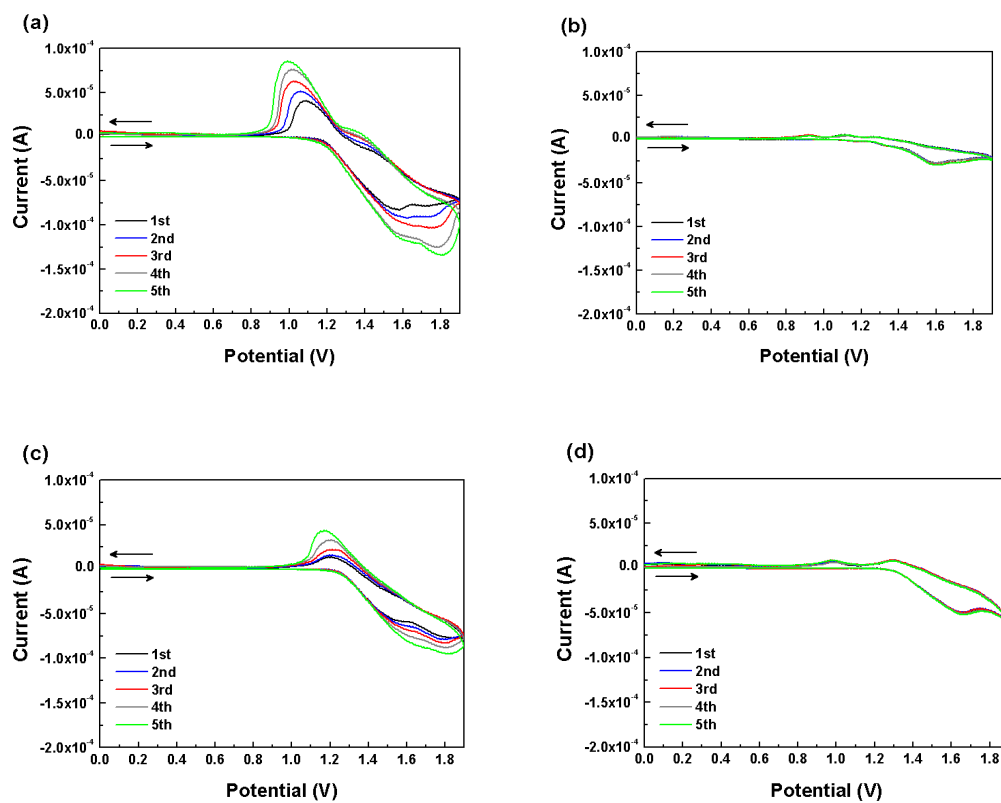 (a)
1.0x10⁻⁴
5.0x10⁻⁵
0.0
-5.0x10⁻⁵
-1.0x10⁻⁴
-1.5x10⁻⁴
-2.0x10⁻⁴
Current (A)
1st
2nd
3rd
4th
5th
0.0 0.2 0.4 0.6 0.8 1.0 1.2 1.4 1.6 1.8
Potential (V)
(b)
1.0x10⁻⁴
5.0x10⁻⁵
0.0
-5.0x10⁻⁵
-1.0x10⁻⁴
-1.5x10⁻⁴
-2.0x10⁻⁴
Current (A)
1st
2nd
3rd
4th
5th
0.0 0.2 0.4 0.6 0.8 1.0 1.2 1.4 1.6 1.8
Potential (V)
(c)
1.0x10⁻⁴
5.0x10⁻⁵
0.0
-5.0x10⁻⁵
-1.0x10⁻⁴
-1.5x10⁻⁴
-2.0x10⁻⁴
Current (A)
1st
2nd
3rd
4th
5th
0.0 0.2 0.4 0.6 0.8 1.0 1.2 1.4 1.6 1.8
Potential (V)
(d)
1.0x10⁻⁴
5.0x10⁻⁵
0.0
-5.0x10⁻⁵
-1.0x10⁻⁴
-1.5x10⁻⁴
-2.0x10⁻⁴
Current (A)
1st
2nd
3rd
4th
5th
0.0 0.2 0.4 0.6 0.8 1.0 1.2 1.4 1.6 1.8
Potential (V)